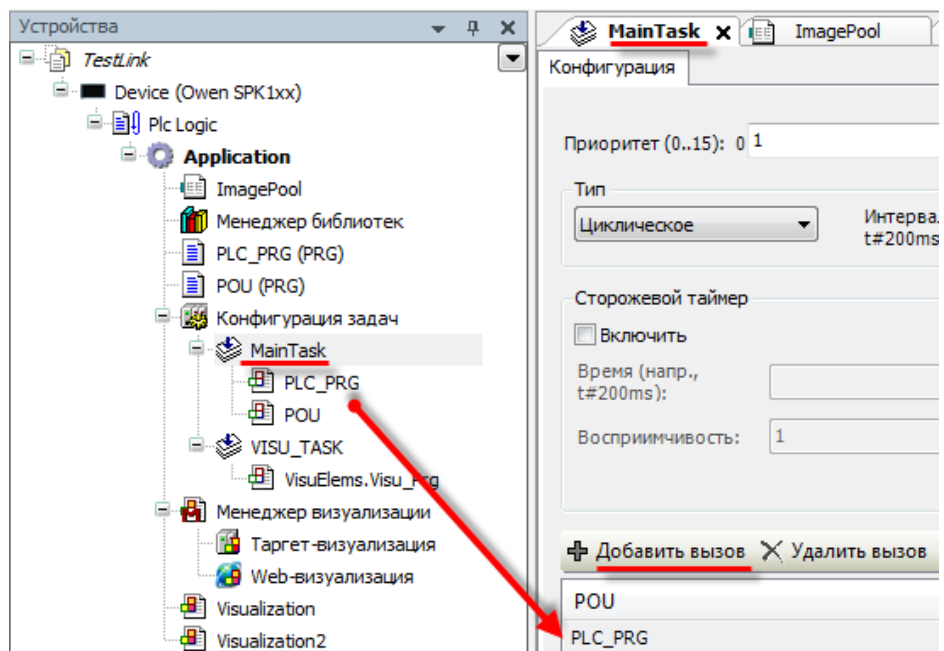 Устройства
TestLink
Device (Owen SPK1xx)
Plc Logic
Application
ImagePool
Менеджер библиотек
PLC_PRG (PRG)
POU (PRG)
Конфигурация задач
MainTask
PLC_PRG
POU
VISU_TASK
VisuElems.Visu_Prg
Менеджер визуализации
Таргет-визуализация
Web-визуализация
Visualization
Visualization2
MainTask ImagePool
Конфигурация
Приоритет (0..15): 0 1
Тип
Циклическое
Интервал
t#200ms
Сторожевой таймер
Включить
Время (напр.,
t#200ms):
Восприимчивость: 1
Добавить вызов Удалить вызов
POU
PLC_PRG